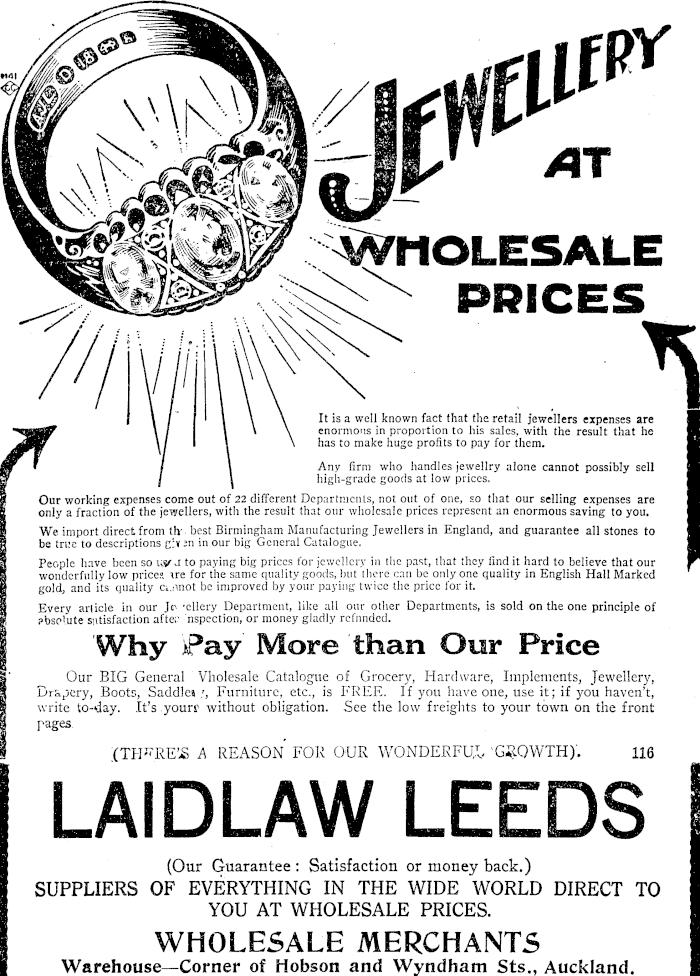 JEWELLERY
AT
WHOLESALE
PRICES
It is a well known fact that the retail jewellers expenses are
enormous in proportion to his sales, with the result that he
has to make huge profits to pay for them.
Any firm who handles jewellry alone cannot possibly sell
high-grade goods at low prices.
Our working expenses come out of 22 different Departments, not out of one, so that our selling expenses are
only a fraction of the jewellers, with the result that our wholesale prices represent an enormous saving to you.
We import direct from the best Birmingham Manufacturing Jewellers in England, and guarantee all stones to
be true to descriptions given in our big General Catalogue.
People have been so used to paying big prices for jewellery in the past, that they find it hard to believe that our
wonderfully low prices are for the same quality goods, but there can be only one quality in English Hall Marked
gold, and its quality cannot be improved by your paying twice the price for it.
Every article in our Jewellery Department, like all our other Departments, is sold on the one principle of
absolute satisfaction after inspection, or money gladly refunded.
Why Pay More than Our Price
Our BIG General Wholesale Catalogue of Grocery, Hardware, Implements, Jewellery,
Drapery, Boots, Saddlery, Furniture, etc., is FREE. If you have one, use it; if you haven't,
write to-day. It's yours without obligation. See the low freights to your town on the front
pages.
(THERE'S A REASON FOR OUR WONDERFUL GROWTH). 116
LAIDLAW LEEDS
(Our Guarantee: Satisfaction or money back.)
SUPPLIERS OF EVERYTHING IN THE WIDE WORLD DIRECT TO
YOU AT WHOLESALE PRICES.
WHOLESALE MERCHANTS
Warehouse—Corner of Hobson and Wyndham Sts., Auckland.